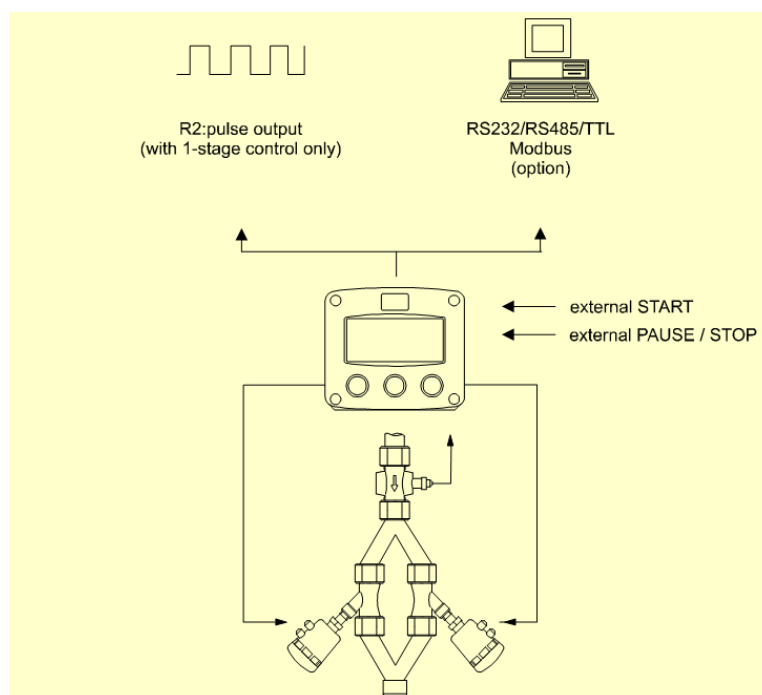 R2:pulse output
(with 1-stage control only)
RS232/RS485/TTL
Modbus
(option)
external START
external PAUSE / STOP